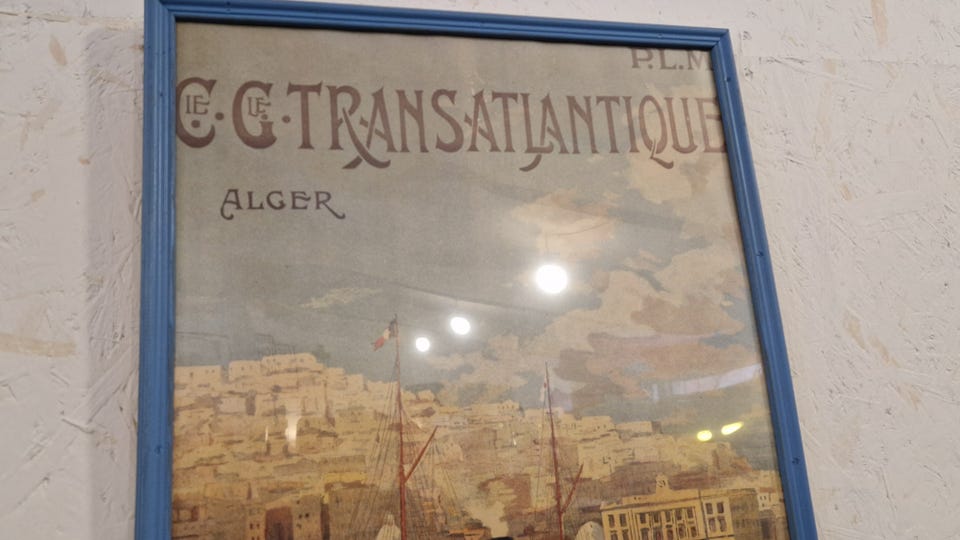 P.L.M
CIE. GLE. TRANSATLANTIQUE
ALGER